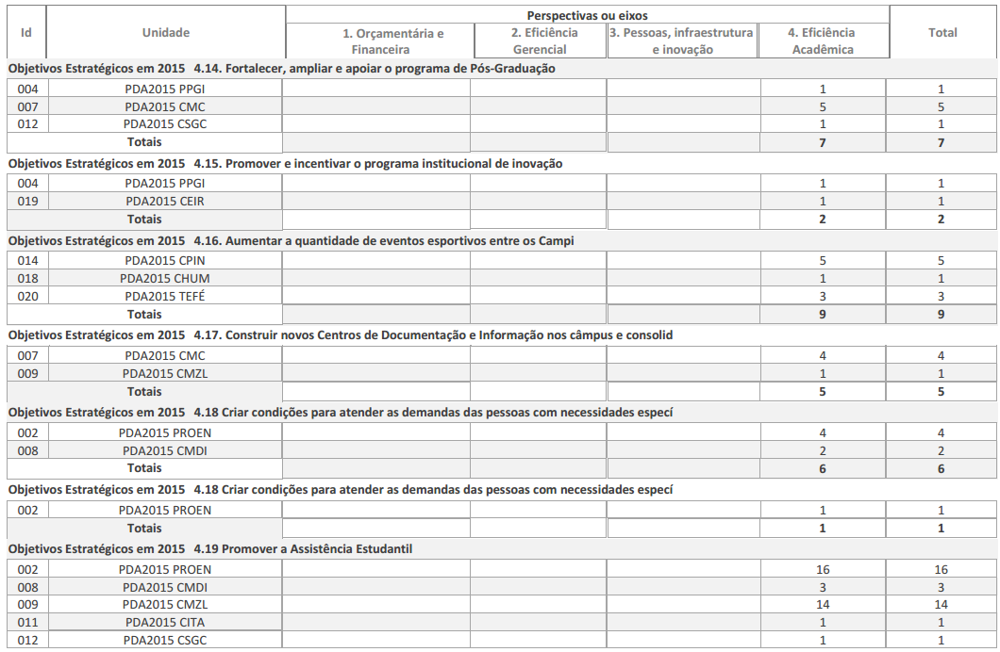 Perspectivas ou eixos
Id Unidade 1. Orçamentária e Financeira 2. Eficiência Gerencial 3. Pessoas, infraestrutura e inovação 4. Eficiência Acadêmica Total
Objetivos Estratégicos em 2015 4.14. Fortalecer, ampliar e apoiar o programa de Pós-Graduação
004 PDA2015 PPGI 1 1
007 PDA2015 CMC 5 5
012 PDA2015 CSGC 1 1
Totais 7 7
Objetivos Estratégicos em 2015 4.15. Promover e incentivar o programa institucional de inovação
004 PDA2015 PPGI 1 1
019 PDA2015 CEIR 1 1
Totais 2 2
Objetivos Estratégicos em 2015 4.16. Aumentar a quantidade de eventos esportivos entre os Campi
014 PDA2015 CPIN 5 5
018 PDA2015 CHUM 1 1
020 PDA2015 TEFÉ 3 3
Totais 9 9
Objetivos Estratégicos em 2015 4.17. Construir novos Centros de Documentação e Informação nos câmpus e consolid
007 PDA2015 CMC 4 4
009 PDA2015 CMZL 1 1
Totais 5 5
Objetivos Estratégicos em 2015 4.18 Criar condições para atender as demandas das pessoas com necessidades especí
002 PDA2015 PROEN 4 4
008 PDA2015 CMDI 2 2
Totais 6 6
Objetivos Estratégicos em 2015 4.18 Criar condições para atender as demandas das pessoas com necessidades especí
002 PDA2015 PROEN 1 1
Totais 1 1
Objetivos Estratégicos em 2015 4.19 Promover a Assistência Estudantil
002 PDA2015 PROEN 16 16
008 PDA2015 CMDI 3 3
009 PDA2015 CMZL 14 14
011 PDA2015 CITA 1 1
012 PDA2015 CSGC 1 1